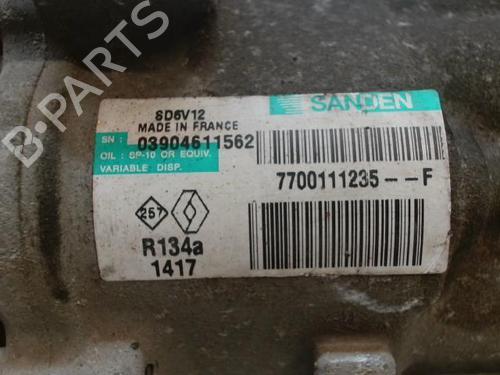 B-PARTS
SD6V12
MADE IN FRANCE
SANDEN
SN : 03904611562
OIL : SP-10 OR EQUIV.
VARIABLE DISP.
7700111235--F
257
R134a
1417